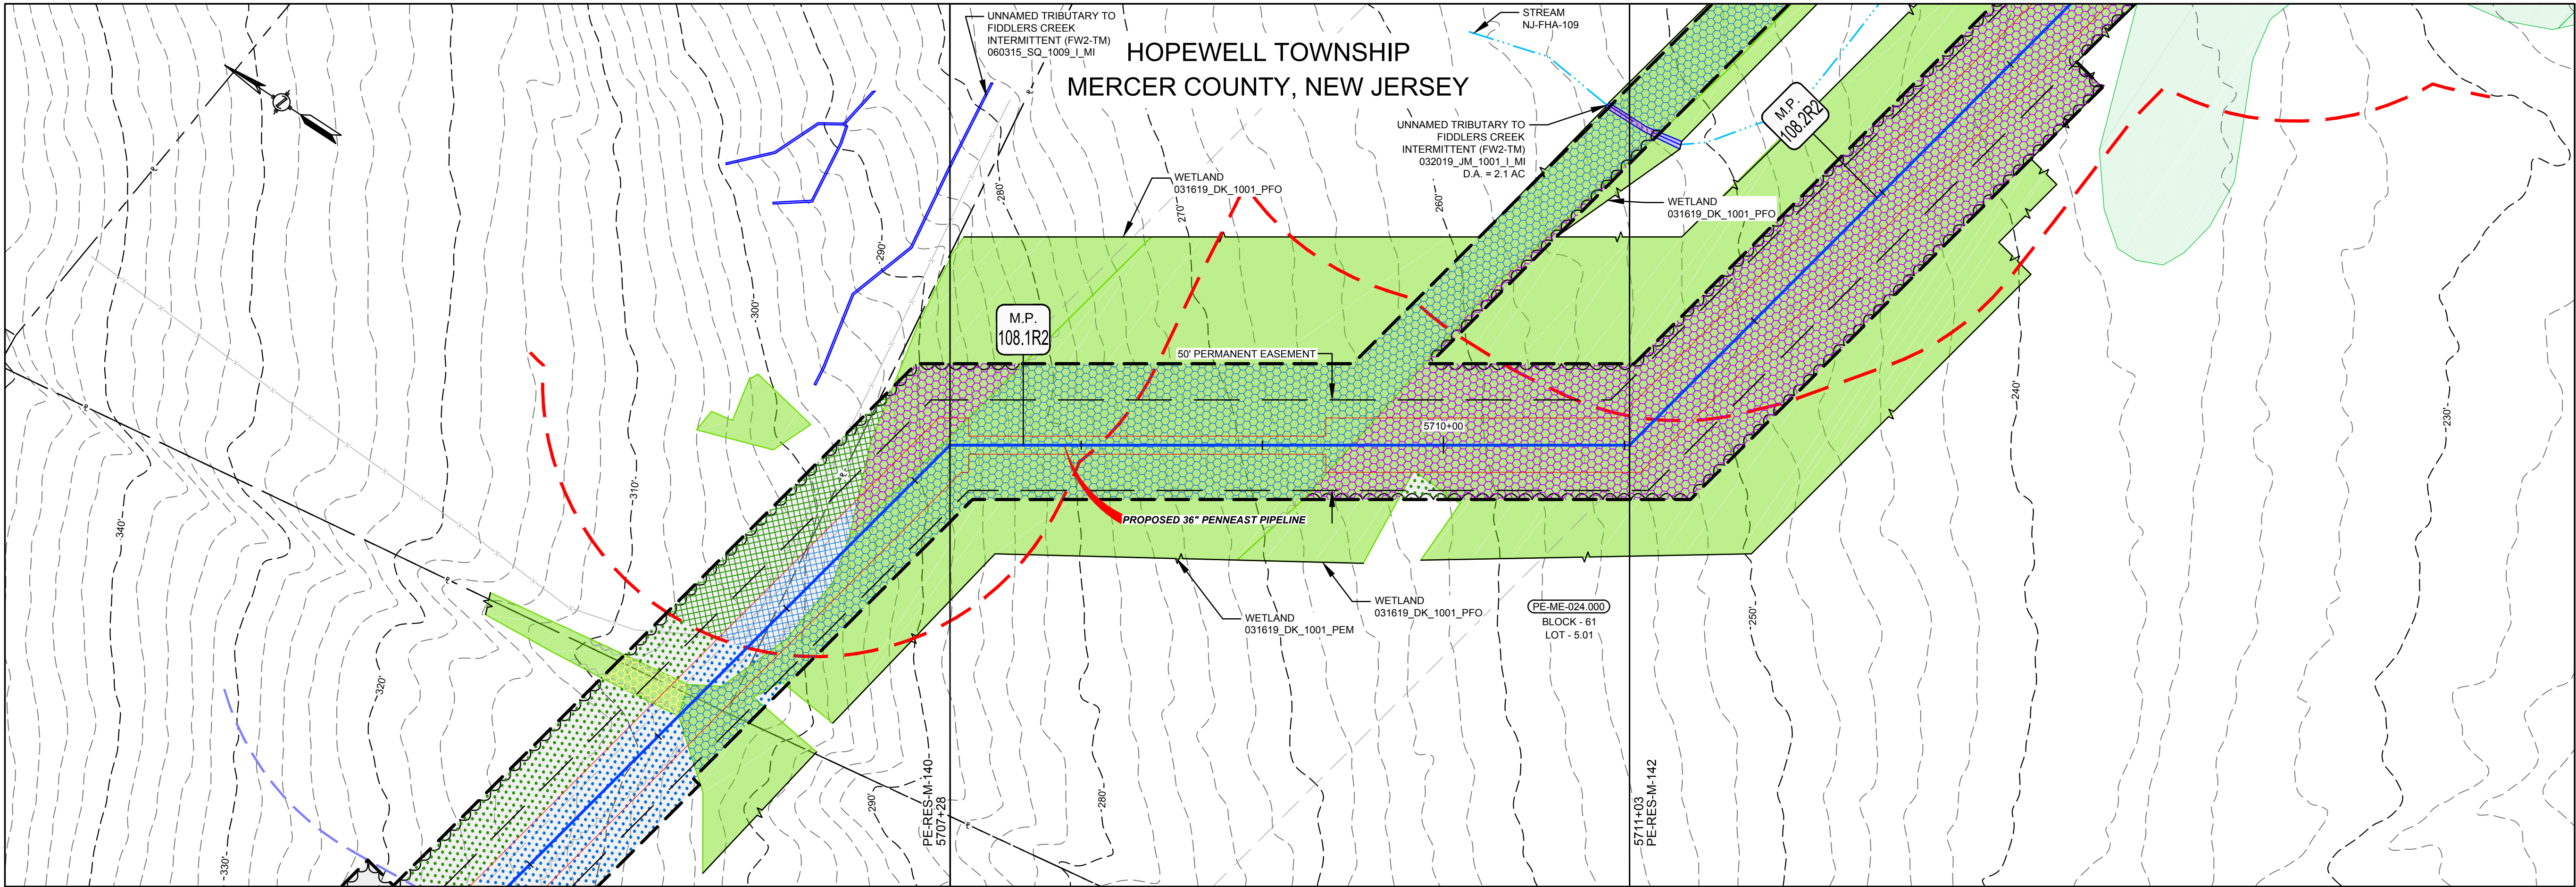 UNNAMED TRIBUTARY TO
FIDDLERS CREEK
INTERMITTENT (FW2-TM)
060315_SQ_1009_I_MI
HOPEWELL TOWNSHIP
MERCER COUNTY, NEW JERSEY
STREAM
NJ-FHA-109
UNNAMED TRIBUTARY TO
FIDDLERS CREEK
INTERMITTENT (FW2-TM)
032019_JM_1001_I_MI
D.A. = 2.1 AC
M.P.
108.2R2
WETLAND
031619_DK_1001_PFO
WETLAND
031619_DK_1001_PFO
280'
270'
260'
290'
300'
M.P.
108.1R2
50' PERMANENT EASEMENT
5710+00
240'
230'
310'
340'
PROPOSED 36" PENNEAST PIPELINE
WETLAND
031619_DK_1001_PEM
WETLAND
031619_DK_1001_PFO
PE-ME-024.000
BLOCK - 61
LOT - 5.01
250'
320'
330'
290'
280'
PE-RES-M-140
5707+28
5711+03
PE-RES-M-142